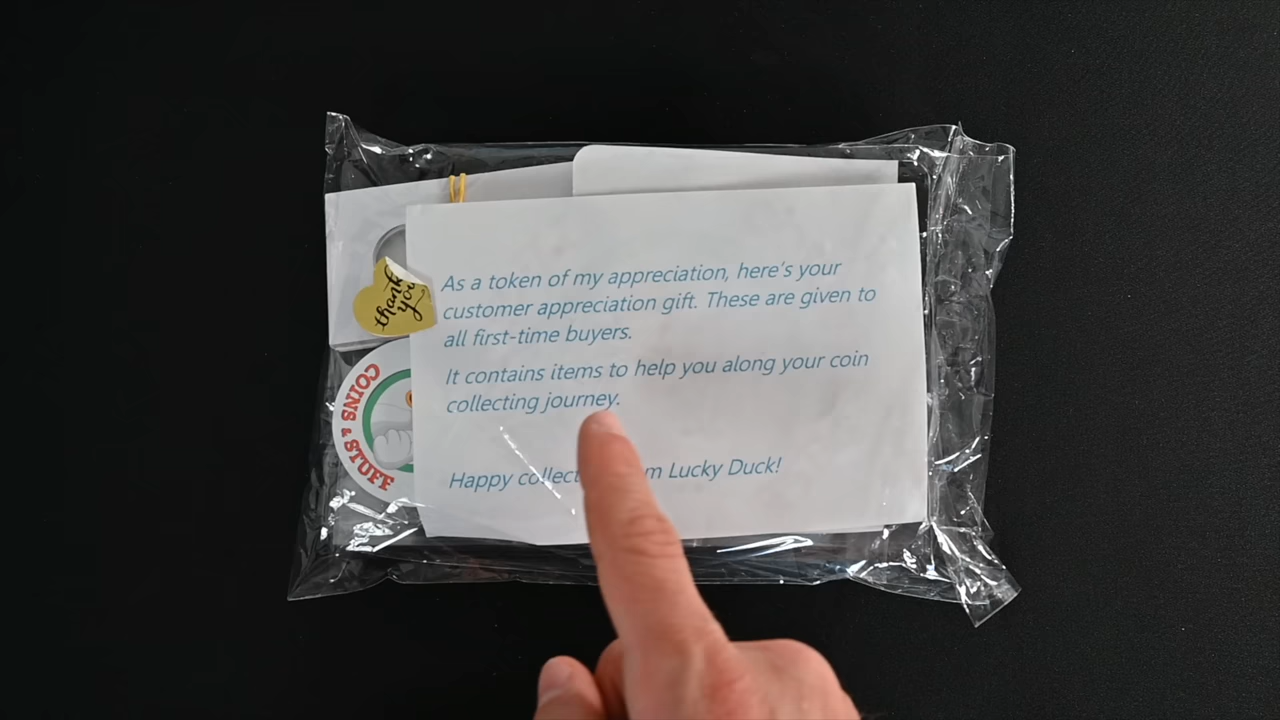 As a token of my appreciation, here's your
customer appreciation gift. These are given to
all first-time buyers.
It contains items to help you along your coin
collecting journey.
Happy collect m Lucky Duck!
thank
you
COINS & STUFF